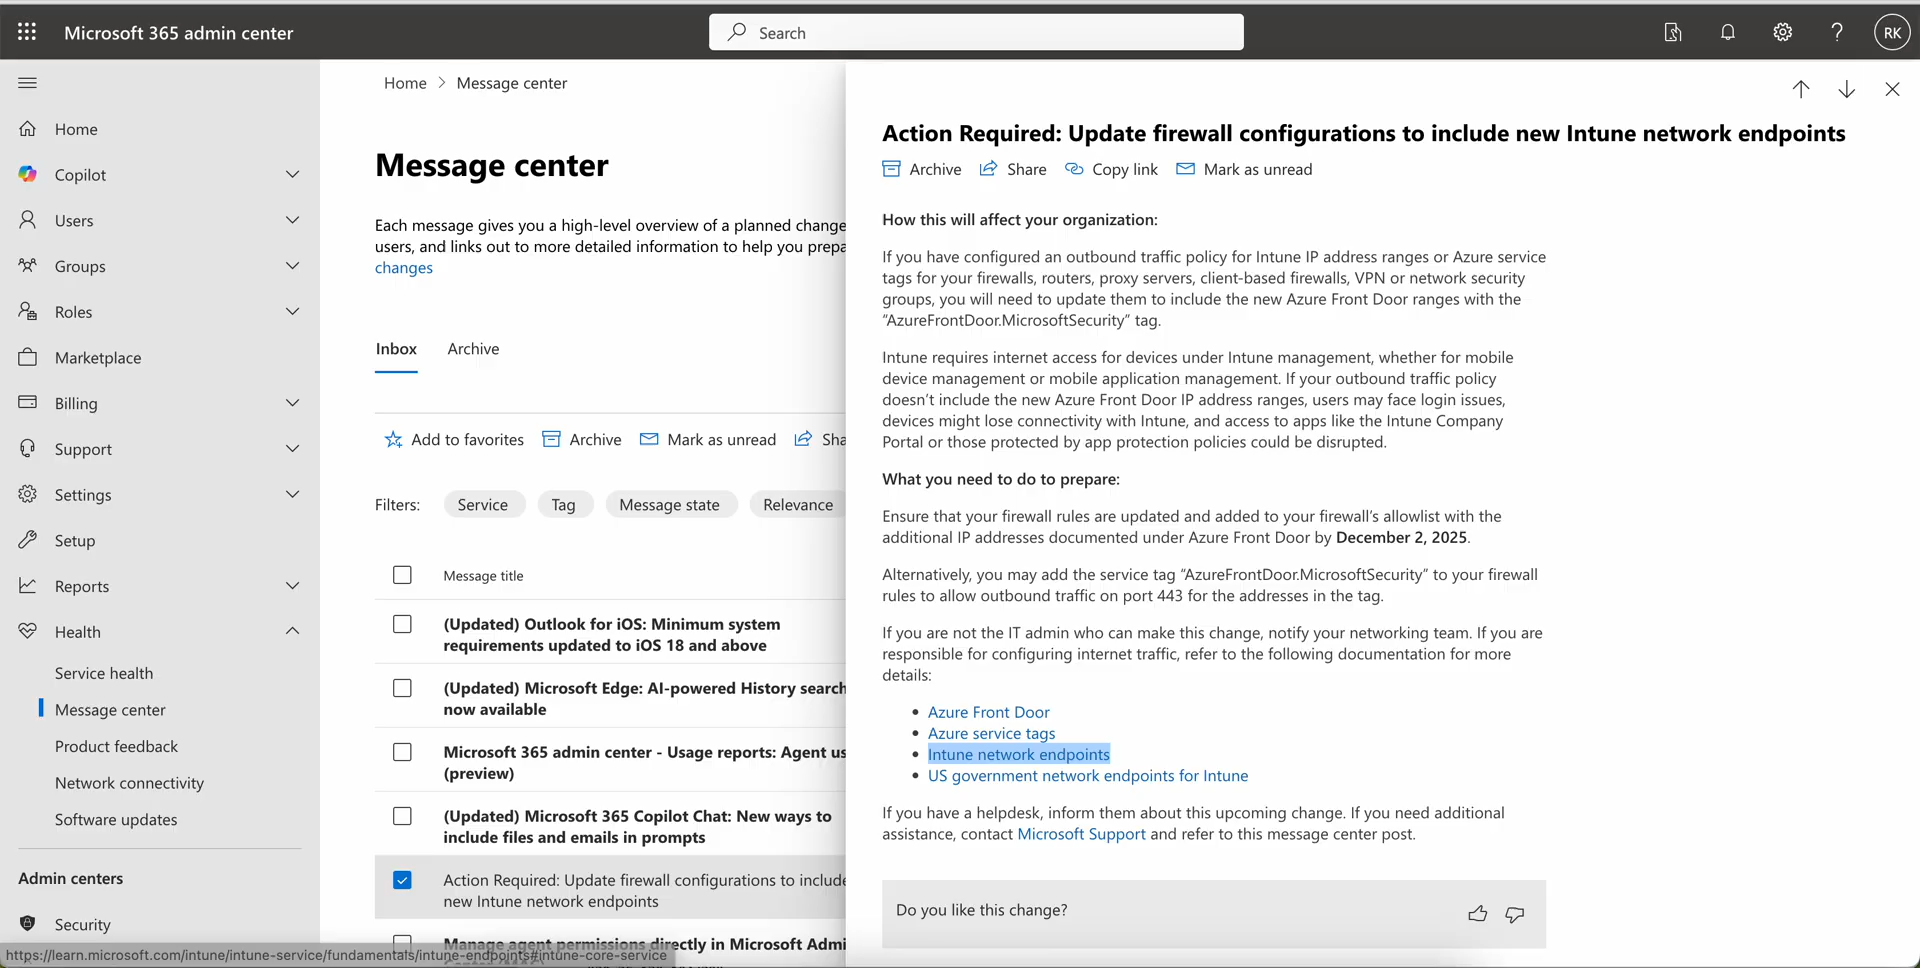 Microsoft 365 admin center
Search
RK
Home
Copilot
Users
Groups
Roles
Marketplace
Billing
Support
Settings
Setup
Reports
Health
Service health
Message center
Product feedback
Network connectivity
Software updates
Admin centers
Security
https://learn.microsoft.com/intune/intune-service/fundamentals/intune-endpoints#intune-core-service
Home > Message center
Message center
Each message gives you a high-level overview of a planned change
users, and links out to more detailed information to help you prepa
changes
Inbox Archive
Add to favorites Archive Mark as unread Sha
Filters: Service Tag Message state Relevance
Message title
(Updated) Outlook for iOS: Minimum system
requirements updated to iOS 18 and above
(Updated) Microsoft Edge: AI-powered History search
now available
Microsoft 365 admin center - Usage reports: Agent us
(preview)
(Updated) Microsoft 365 Copilot Chat: New ways to
include files and emails in prompts
Action Required: Update firewall configurations to include
new Intune network endpoints
Manage agent permissions directly in Microsoft Admi
Action Required: Update firewall configurations to include new Intune network endpoints
Archive Share Copy link Mark as unread
How this will affect your organization:
If you have configured an outbound traffic policy for Intune IP address ranges or Azure service
tags for your firewalls, routers, proxy servers, client-based firewalls, VPN or network security
groups, you will need to update them to include the new Azure Front Door ranges with the
“AzureFrontDoor.MicrosoftSecurity” tag.
Intune requires internet access for devices under Intune management, whether for mobile
device management or mobile application management. If your outbound traffic policy
doesn’t include the new Azure Front Door IP address ranges, users may face login issues,
devices might lose connectivity with Intune, and access to apps like the Intune Company
Portal or those protected by app protection policies could be disrupted.
What you need to do to prepare:
Ensure that your firewall rules are updated and added to your firewall’s allowlist with the
additional IP addresses documented under Azure Front Door by December 2, 2025.
Alternatively, you may add the service tag “AzureFrontDoor.MicrosoftSecurity” to your firewall
rules to allow outbound traffic on port 443 for the addresses in the tag.
If you are not the IT admin who can make this change, notify your networking team. If you are
responsible for configuring internet traffic, refer to the following documentation for more
details:
• Azure Front Door
• Azure service tags
• Intune network endpoints
• US government network endpoints for Intune
If you have a helpdesk, inform them about this upcoming change. If you need additional
assistance, contact Microsoft Support and refer to this message center post.
Do you like this change?